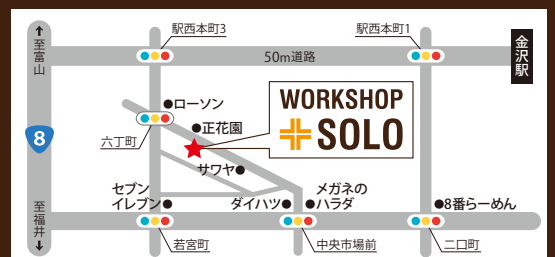 ↑至富山
駅西本町3
駅西本町1
50m道路
金沢駅
8
●ローソン
●正花園
六丁町
サワヤ●
WORKSHOP
SOLO
セブン
イレブン●
ダイハツ●
メガネの
●ハラダ
●8番らーめん
至福井↓
若宮町
中央市場前
二口町